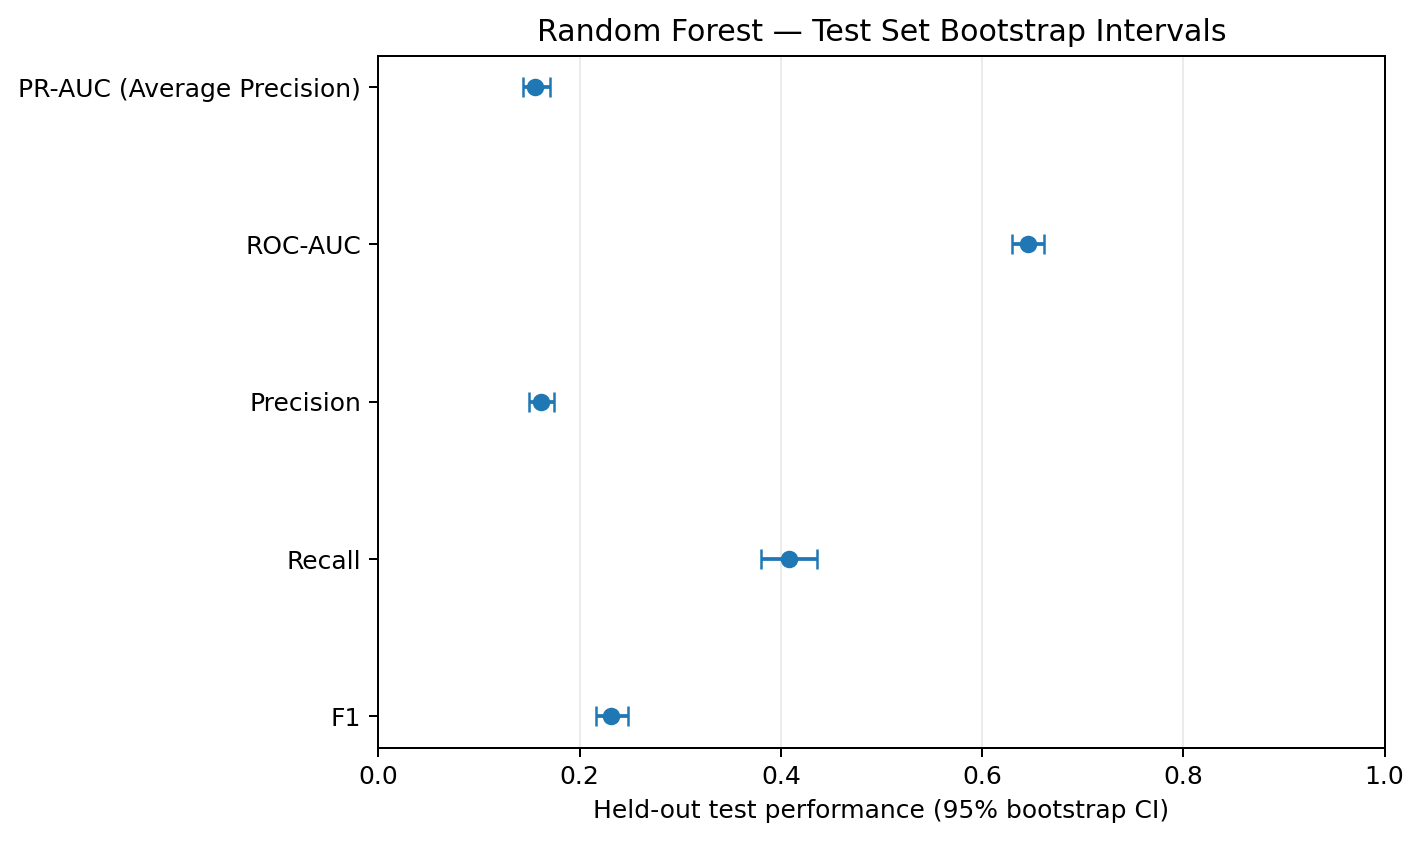 Random Forest — Test Set Bootstrap Intervals
PR-AUC (Average Precision)
ROC-AUC
Precision
Recall
F1
0.0 0.2 0.4 0.6 0.8 1.0
Held-out test performance (95% bootstrap CI)